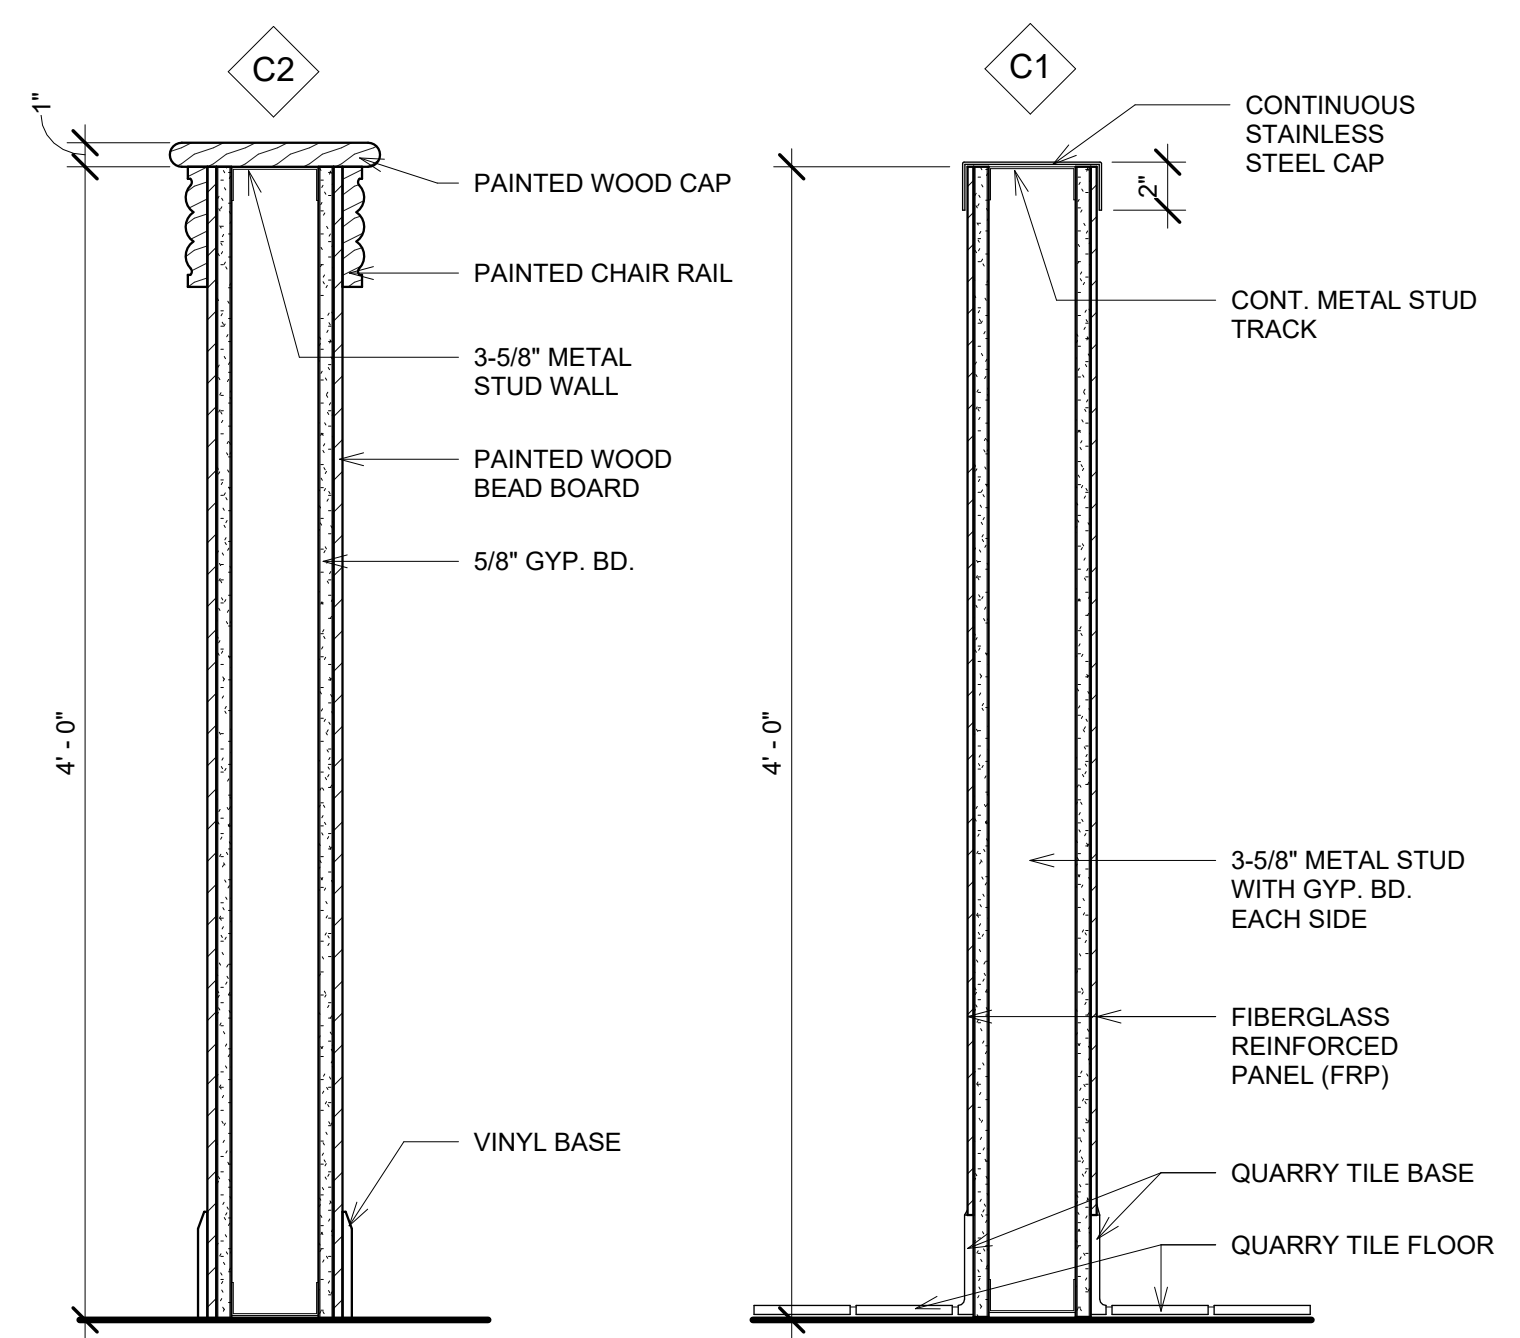 C2
1"
PAINTED WOOD CAP
PAINTED CHAIR RAIL
3-5/8" METAL
STUD WALL
PAINTED WOOD
BEAD BOARD
5/8" GYP. BD.
4' - 0"
VINYL BASE
C1
CONTINUOUS
STAINLESS
STEEL CAP
2"
CONT. METAL STUD
TRACK
4' - 0"
3-5/8" METAL STUD
WITH GYP. BD.
EACH SIDE
FIBERGLASS
REINFORCED
PANEL (FRP)
QUARRY TILE BASE
QUARRY TILE FLOOR